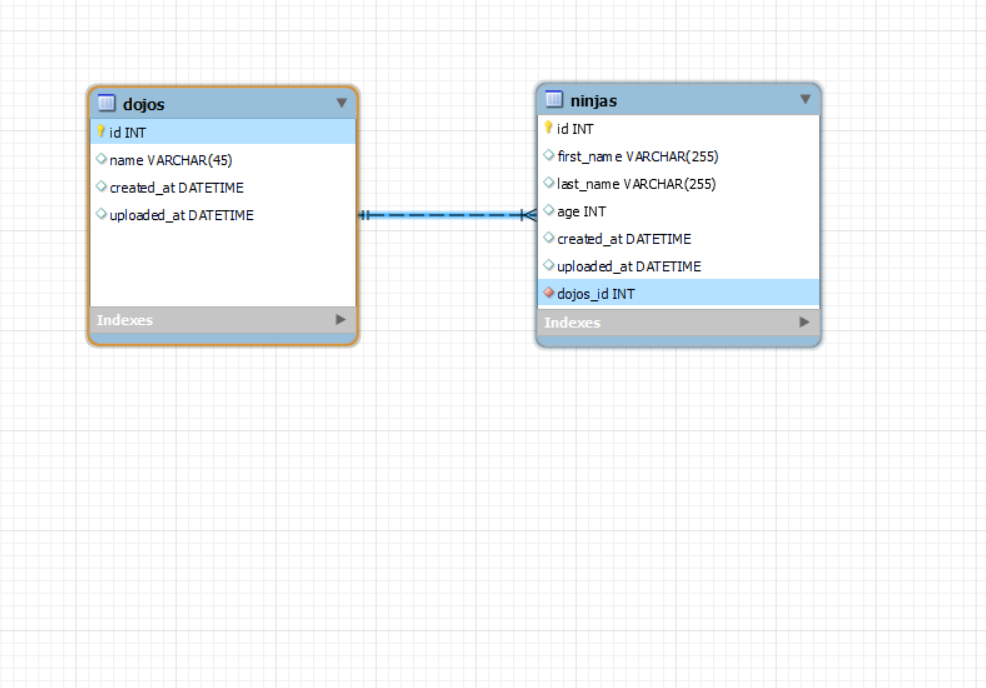 dojos
id INT
name VARCHAR(45)
created_at DATETIME
uploaded_at DATETIME
Indexes
ninjas
id INT
first_name VARCHAR(255)
last_name VARCHAR(255)
age INT
created_at DATETIME
uploaded_at DATETIME
dojos_id INT
Indexes